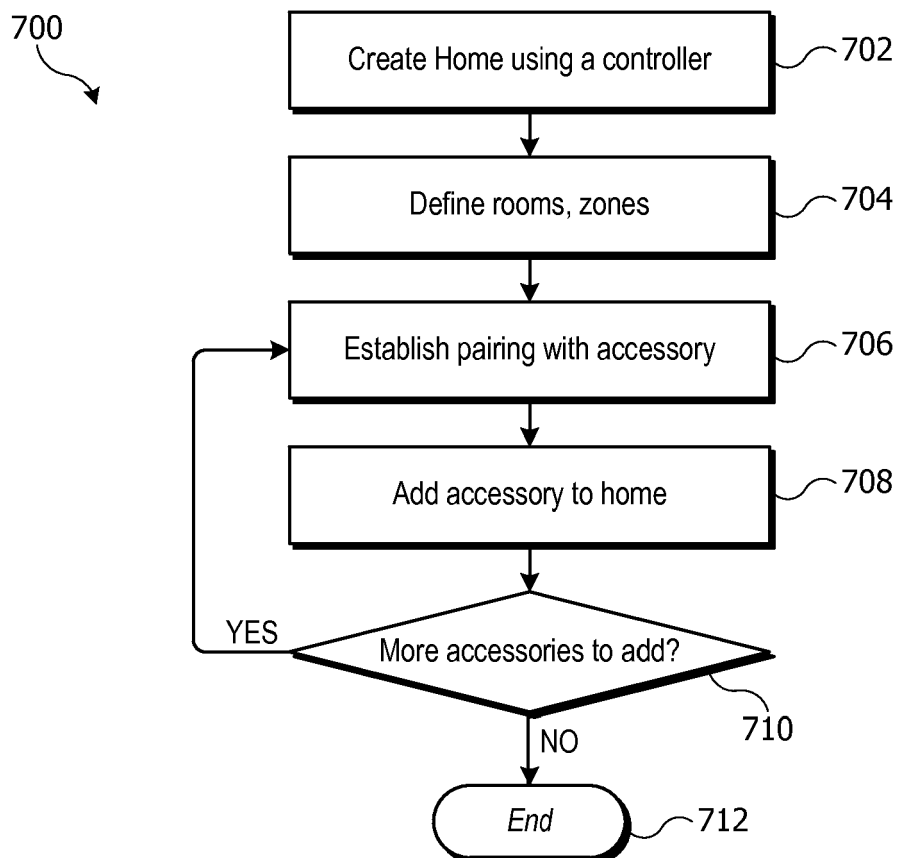 700
Create Home using a controller
702
Define rooms, zones
704
Establish pairing with accessory
706
Add accessory to home
708
YES
More accessories to add?
710
NO
End
712